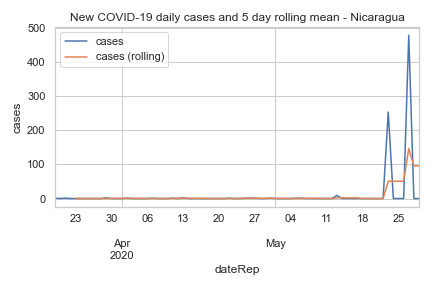 New COVID-19 daily cases and 5 day rolling mean - Nicaragua
cases
cases (rolling)
cases
500
400
300
200
100
0
23 30 06 13 20 27 04 11 18 25
Apr May
2020
dateRep